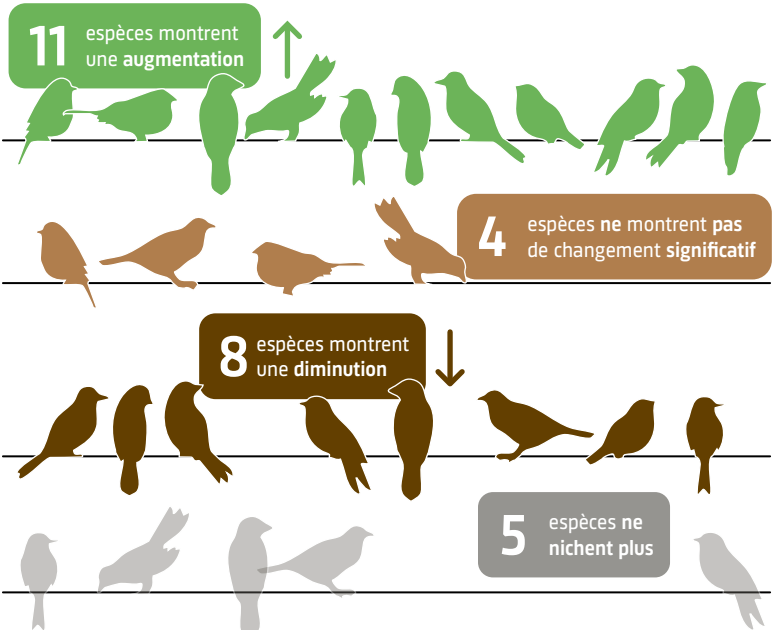 11 espèces montrent
une augmentation
4 espèces ne montrent pas
de changement significatif
8 espèces montrent
une diminution
5 espèces ne
nichent plus